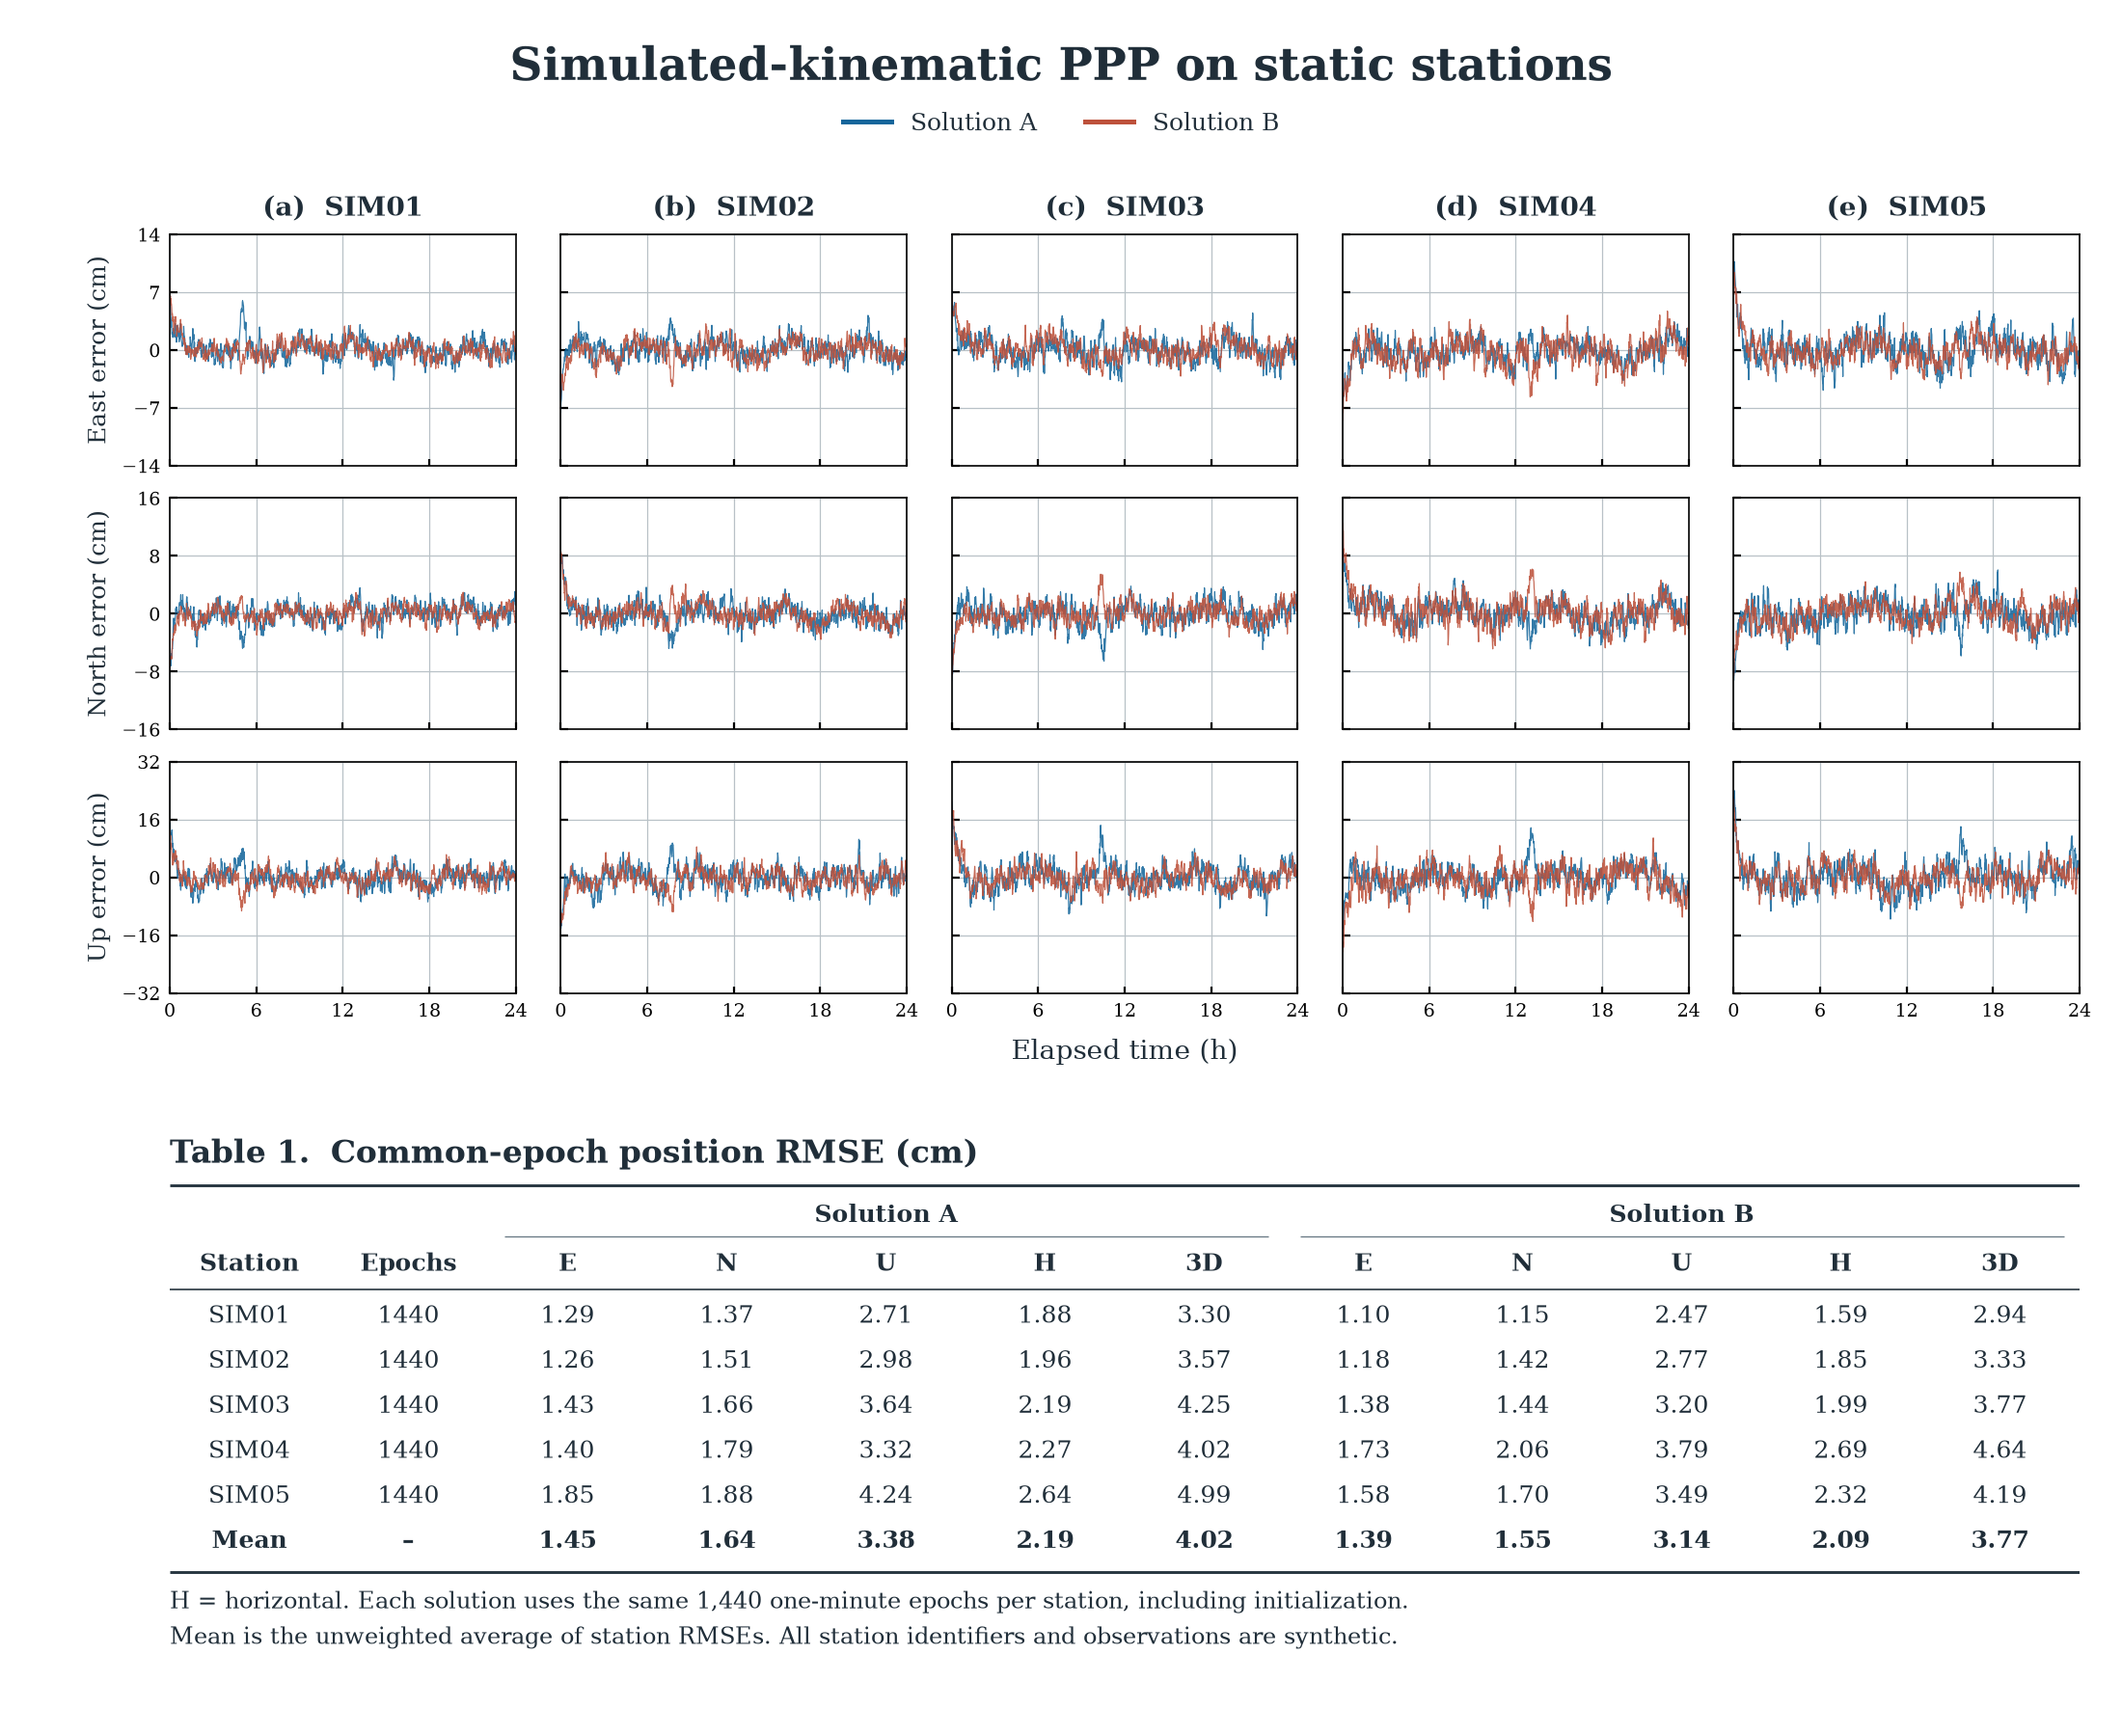 Simulated-kinematic PPP on static stations
Solution A Solution B
(a) SIM01 (b) SIM02 (c) SIM03 (d) SIM04 (e) SIM05
East error (cm)
14
7
0
−7
−14
North error (cm)
16
8
0
−8
−16
Up error (cm)
32
16
0
−16
−32
0 6 12 18 24 0 6 12 18 24 0 6 12 18 24 0 6 12 18 24 0 6 12 18 24
Elapsed time (h)
Table 1. Common-epoch position RMSE (cm)
Solution A Solution B
Station Epochs E N U H 3D E N U H 3D
SIM01 1440 1.29 1.37 2.71 1.88 3.30 1.10 1.15 2.47 1.59 2.94
SIM02 1440 1.26 1.51 2.98 1.96 3.57 1.18 1.42 2.77 1.85 3.33
SIM03 1440 1.43 1.66 3.64 2.19 4.25 1.38 1.44 3.20 1.99 3.77
SIM04 1440 1.40 1.79 3.32 2.27 4.02 1.73 2.06 3.79 2.69 4.64
SIM05 1440 1.85 1.88 4.24 2.64 4.99 1.58 1.70 3.49 2.32 4.19
Mean – 1.45 1.64 3.38 2.19 4.02 1.39 1.55 3.14 2.09 3.77
H = horizontal. Each solution uses the same 1,440 one-minute epochs per station, including initialization.
Mean is the unweighted average of station RMSEs. All station identifiers and observations are synthetic.